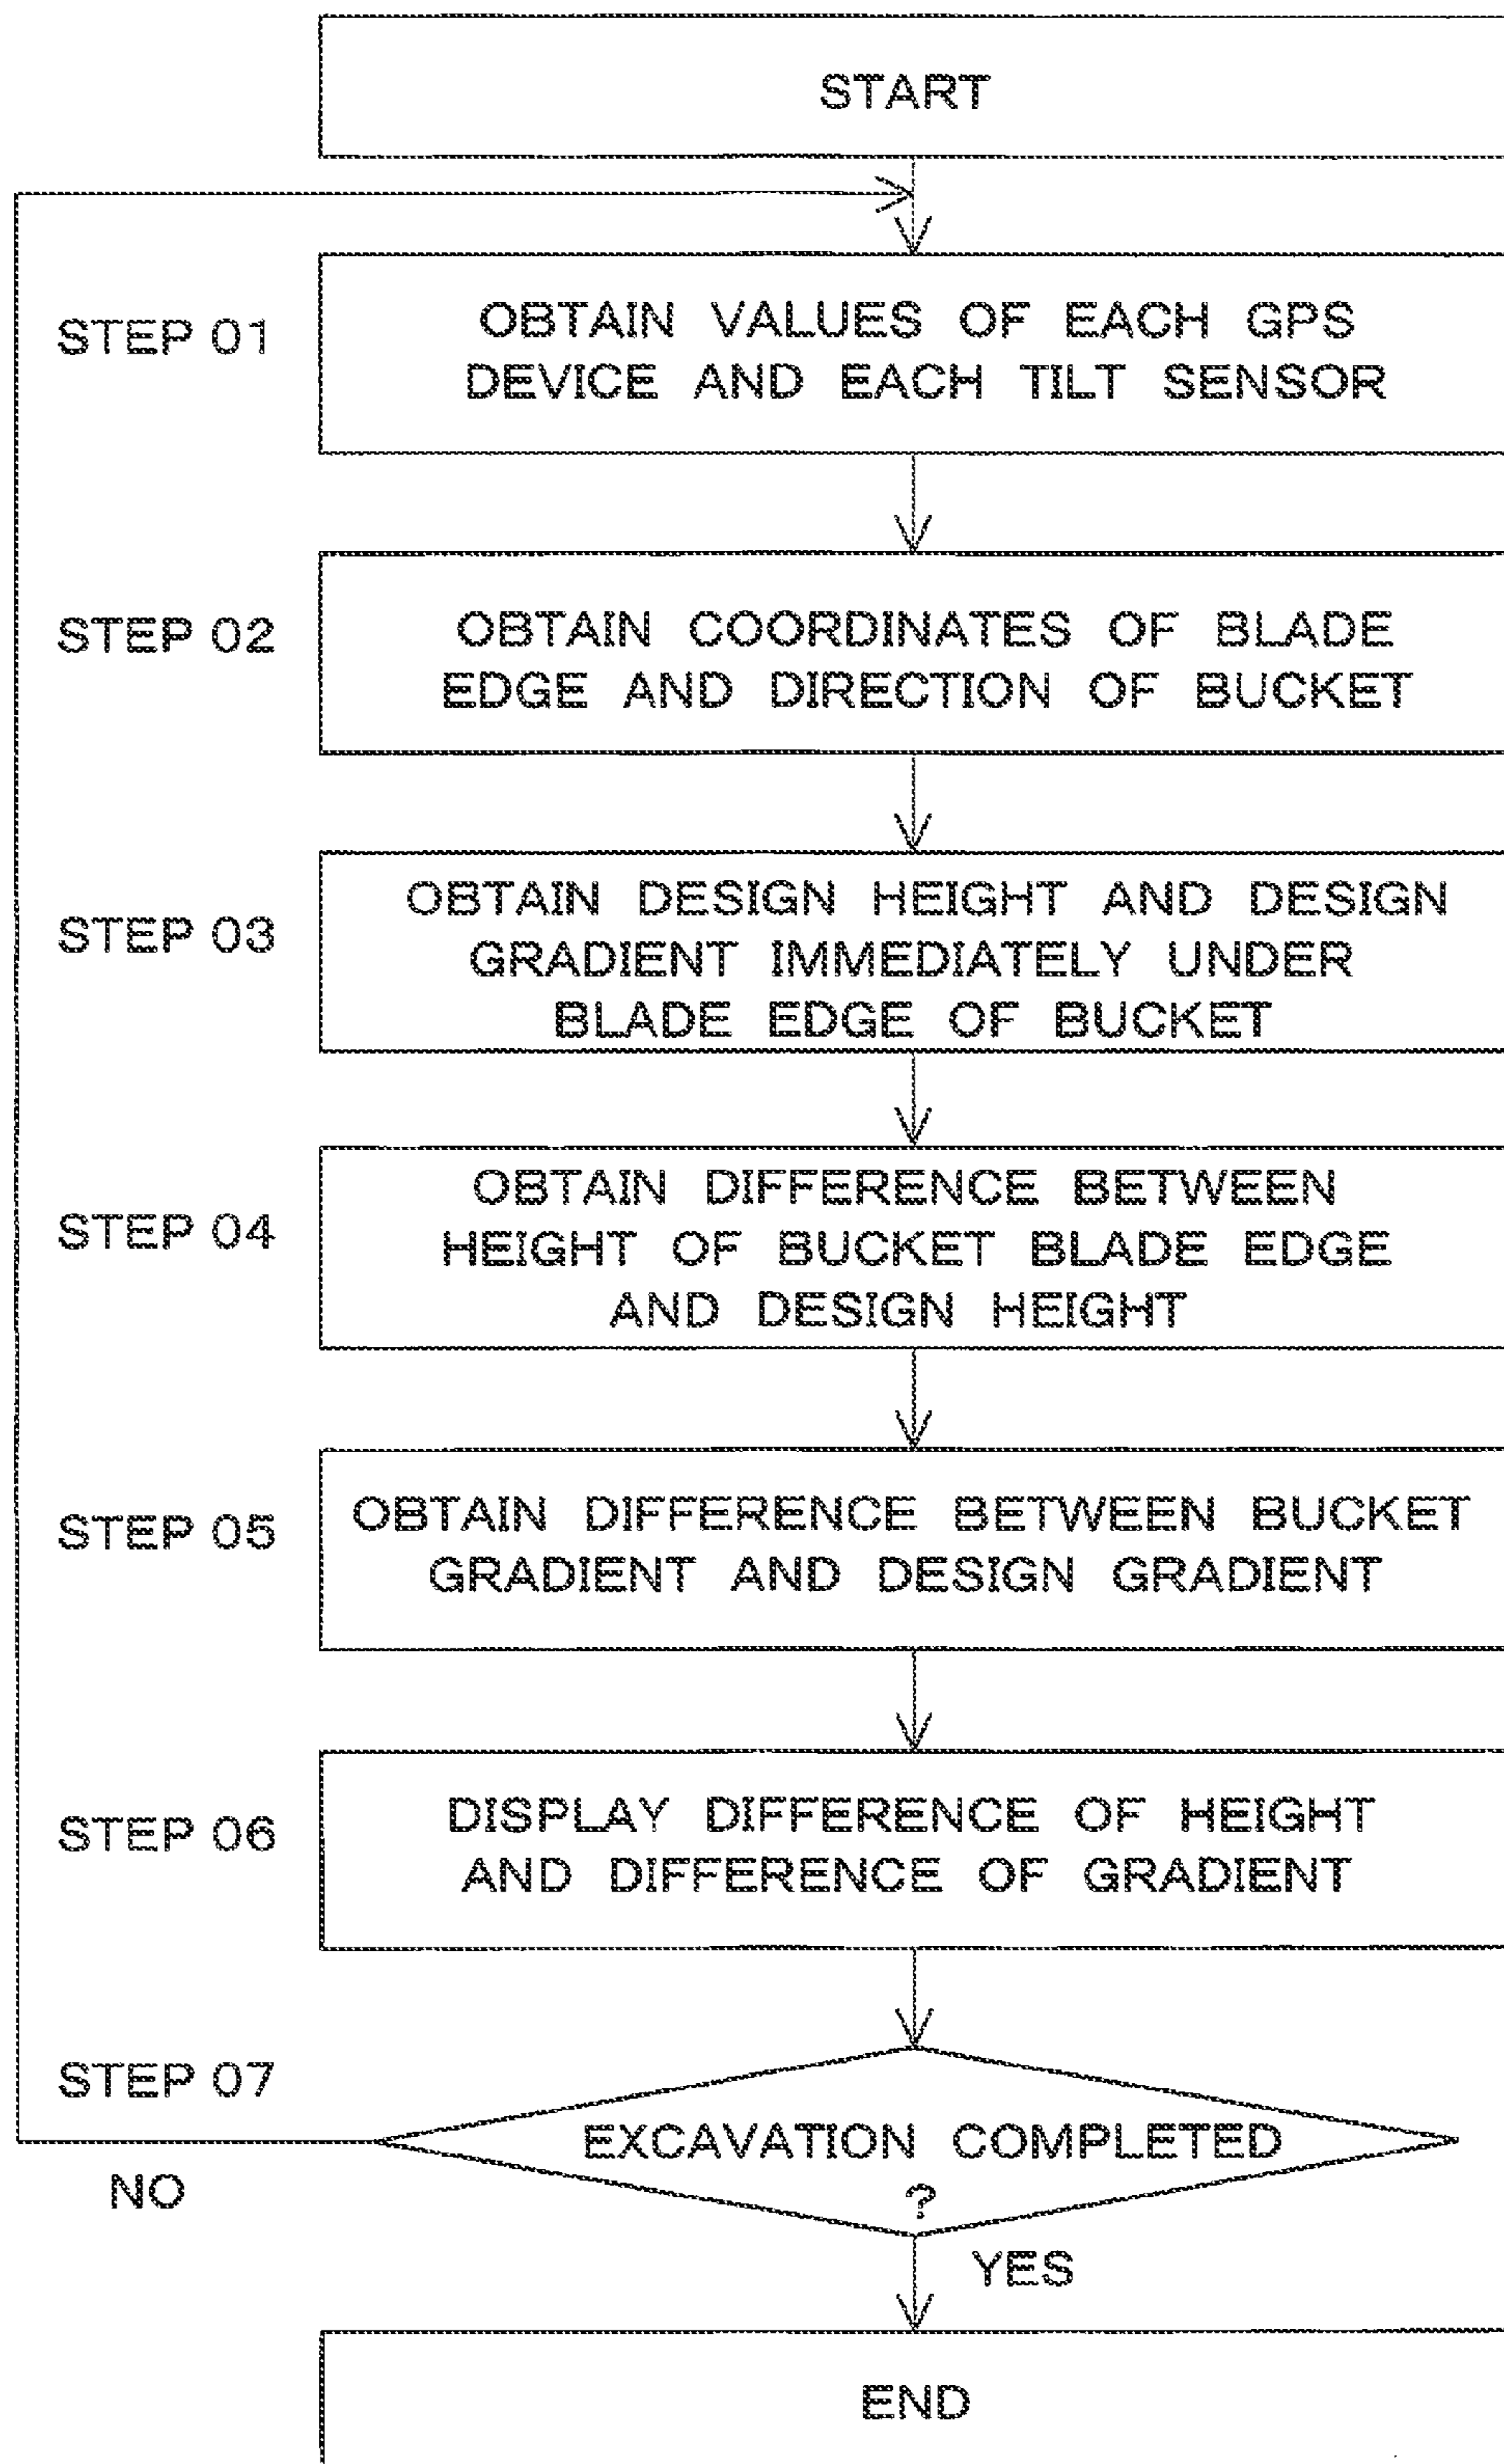 START
STEP 01
OBTAIN VALUES OF EACH GPS
DEVICE AND EACH TILT SENSOR
STEP 02
OBTAIN COORDINATES OF BLADE
EDGE AND DIRECTION OF BUCKET
STEP 03
OBTAIN DESIGN HEIGHT AND DESIGN
GRADIENT IMMEDIATELY UNDER
BLADE EDGE OF BUCKET
STEP 04
OBTAIN DIFFERENCE BETWEEN
HEIGHT OF BUCKET BLADE EDGE
AND DESIGN HEIGHT
STEP 05
OBTAIN DIFFERENCE BETWEEN BUCKET
GRADIENT AND DESIGN GRADIENT
STEP 06
DISPLAY DIFFERENCE OF HEIGHT
AND DIFFERENCE OF GRADIENT
STEP 07
EXCAVATION COMPLETED
?
NO
YES
END